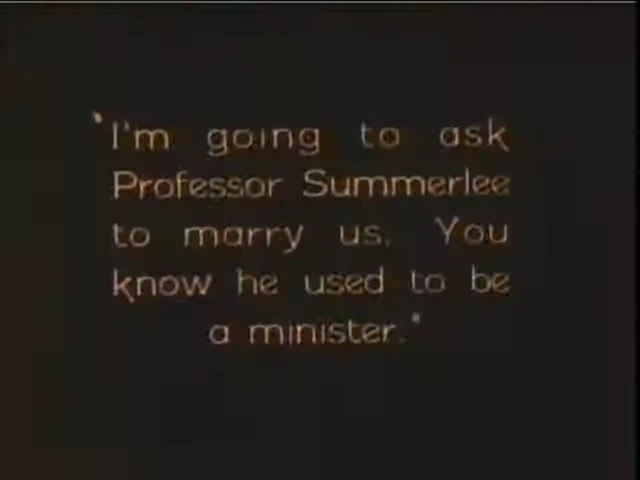 "I'm going to ask
Professor Summerlee
to marry us. You
know he used to be
a minister."